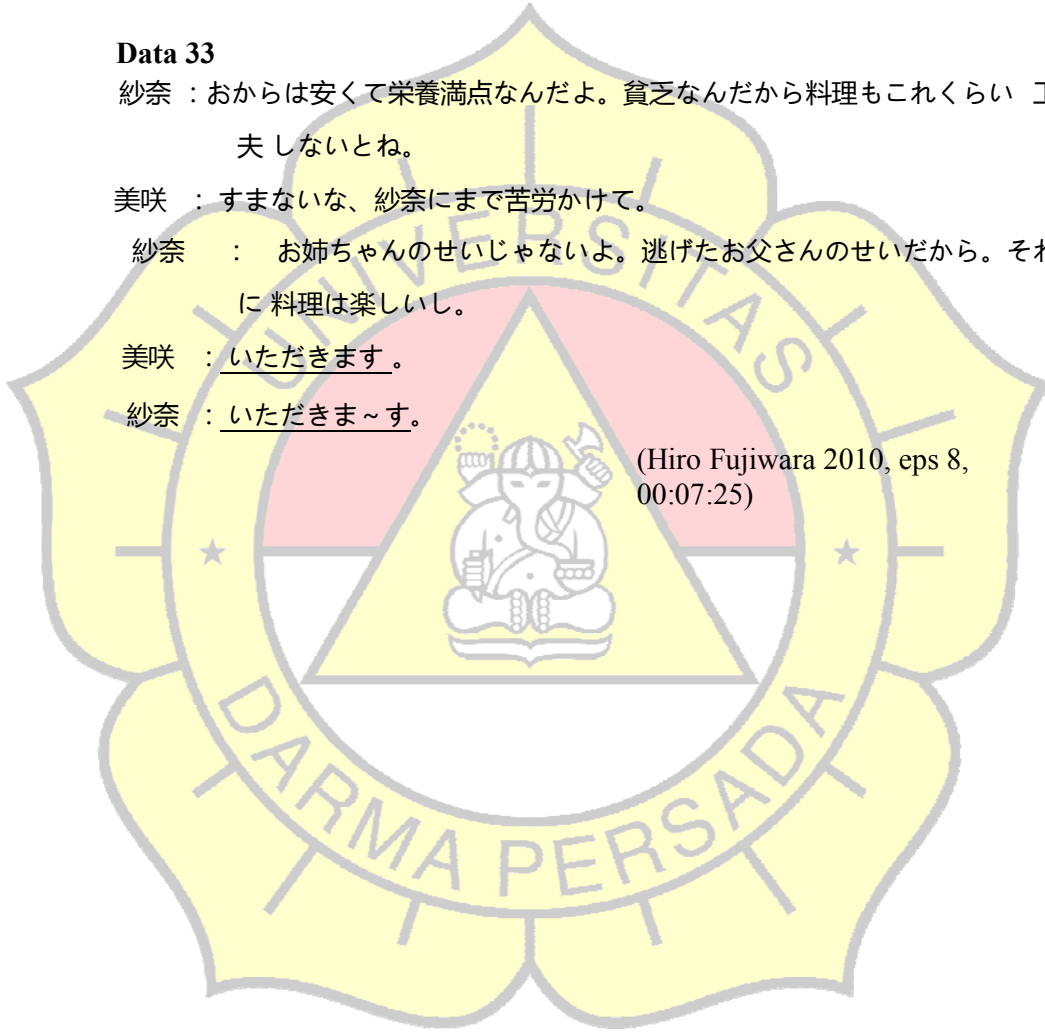 Data 33
紗奈 ：おからは安くて栄養満点なんだよ。貧乏なんだから料理もこれくらい 工
夫 しないとね。
美咲 ：すまないな、紗奈にまで苦労かけて。
紗奈 ： お姉ちゃんのせいじゃないよ。逃げたお父さんのせいだから。それ
に 料理は楽しいし。
美咲 ：いただきます 。
紗奈 ：いただきま～す。
(Hiro Fujiwara 2010, eps 8,
00:07:25)
UNIVERSITAS
DARMA PERSADA